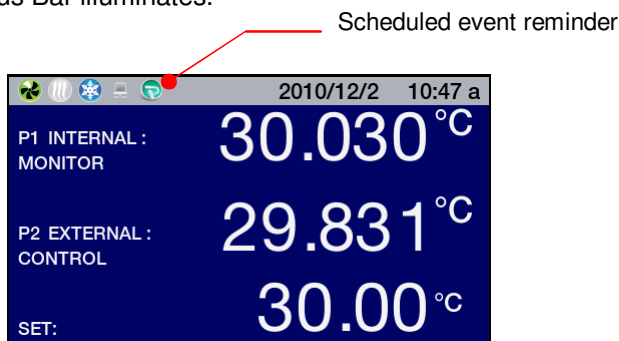 us Bar illuminates.
Scheduled event reminder
2010/12/2 10:47 a
P1 INTERNAL : 30.030 °C
MONITOR
P2 EXTERNAL : 29.831 °C
CONTROL
SET: 30.00 °C